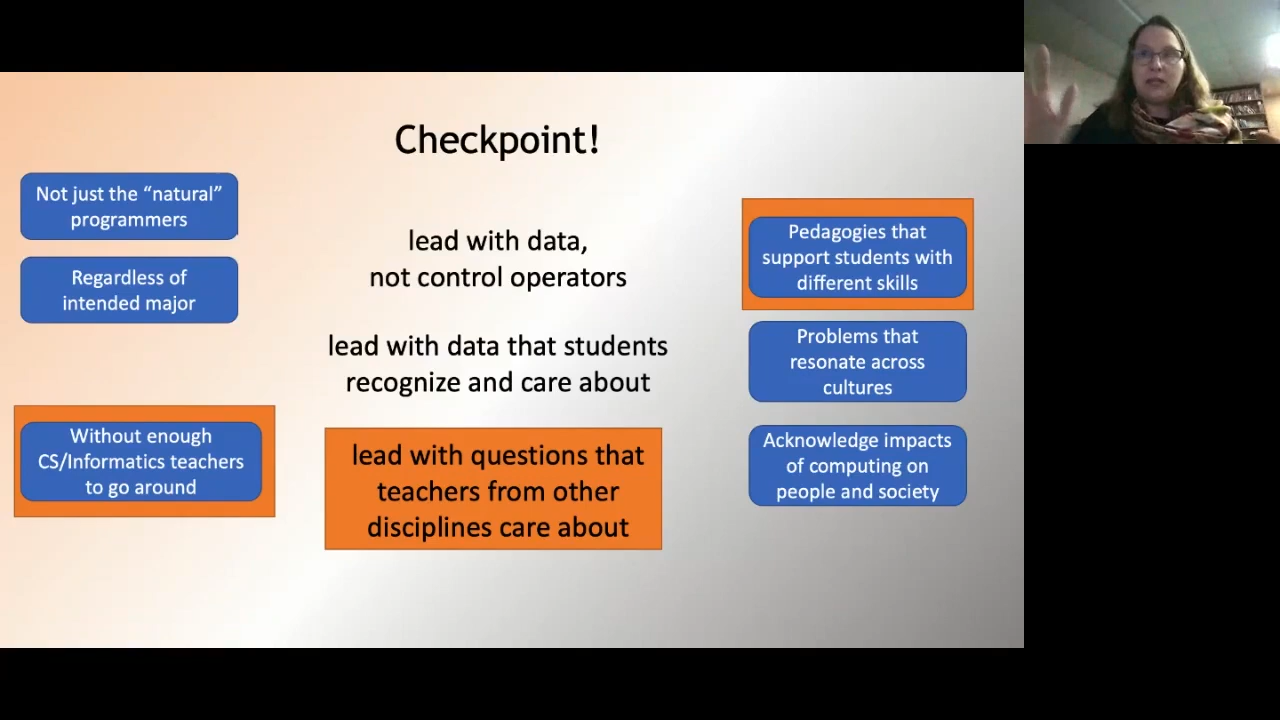 Checkpoint!
Not just the “natural”
programmers
Regardless of
intended major
Without enough
CS/Informatics teachers
to go around
lead with data,
not control operators
lead with data that students
recognize and care about
lead with questions that
teachers from other
disciplines care about
Pedagogies that
support students with
different skills
Problems that
resonate across
cultures
Acknowledge impacts
of computing on
people and society